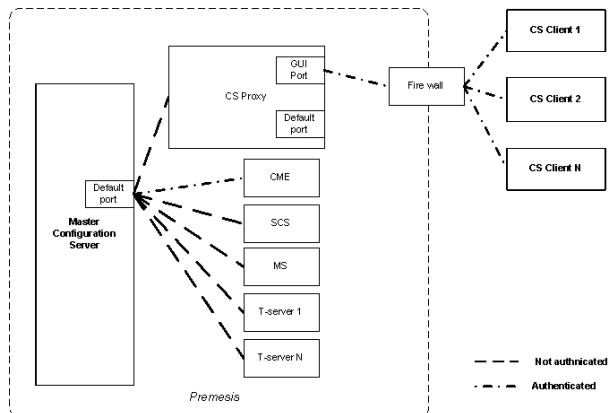 CS Client 1
GUI
Port
CS Proxy
Fire wall
CS Client 2
Default
port
CS Client N
CME
Default
port
Master
Configuration
Server
SCS
MS
T-server 1
T-server N
Not authnicated
Authenticated
Premesis